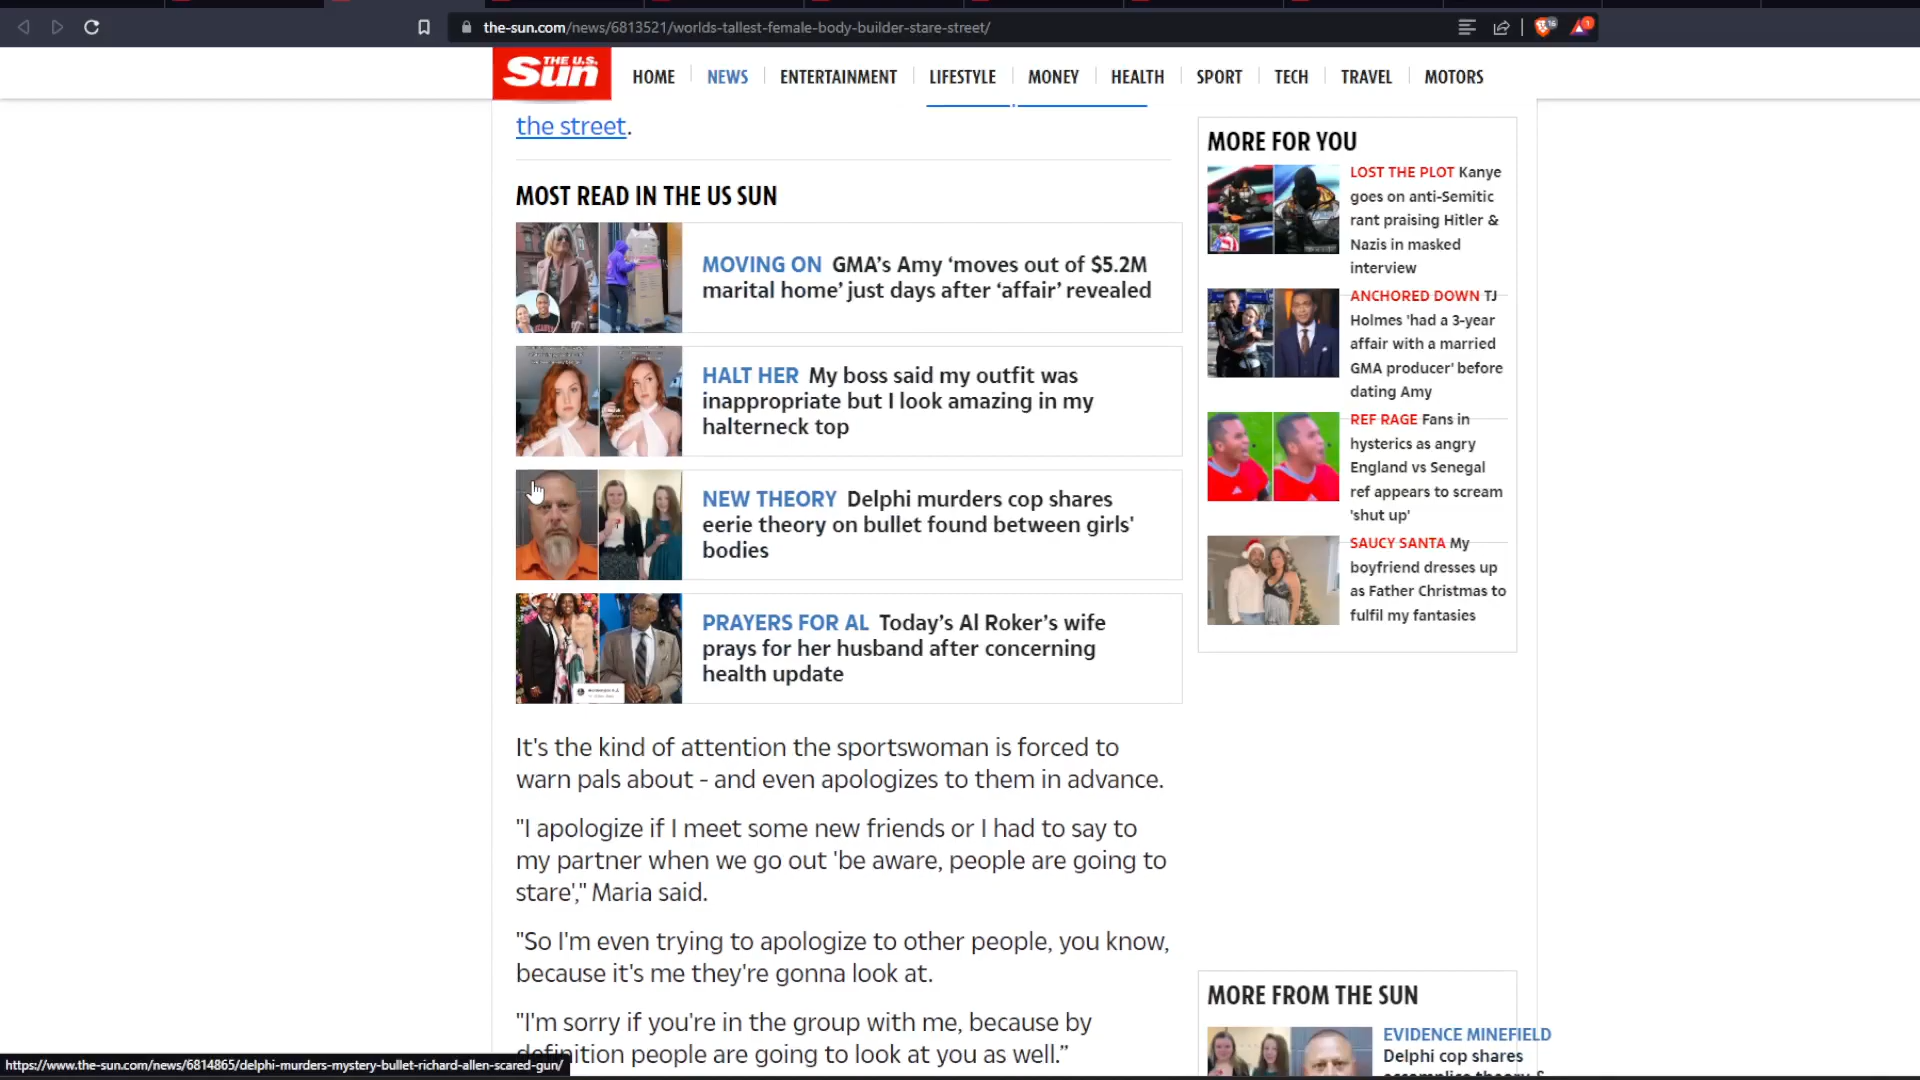 the-sun.com/news/6813521/worlds-tallest-female-body-builder-stare-street/
16
1
THE U.S.
Sun
HOME
NEWS
ENTERTAINMENT
LIFESTYLE
MONEY
HEALTH
SPORT
TECH
TRAVEL
MOTORS
the street.
MOST READ IN THE US SUN
MOVING ON GMA's Amy ‘moves out of $5.2M
marital home’ just days after ‘affair’ revealed
HALT HER My boss said my outfit was
inappropriate but I look amazing in my
halterneck top
NEW THEORY Delphi murders cop shares
eerie theory on bullet found between girls'
bodies
PRAYERS FOR AL Today’s Al Roker’s wife
prays for her husband after concerning
health update
It's the kind of attention the sportswoman is forced to
warn pals about - and even apologizes to them in advance.
"I apologize if I meet some new friends or I had to say to
my partner when we go out 'be aware, people are going to
stare'," Maria said.
"So I'm even trying to apologize to other people, you know,
because it's me they're gonna look at.
"I'm sorry if you're in the group with me, because by
definition people are going to look at you as well.”
MORE FOR YOU
LOST THE PLOT Kanye
goes on anti-Semitic
rant praising Hitler &
Nazis in masked
interview
ANCHORED DOWN TJ
Holmes 'had a 3-year
affair with a married
GMA producer' before
dating Amy
REF RAGE Fans in
hysterics as angry
England vs Senegal
ref appears to scream
'shut up'
SAUCY SANTA My
boyfriend dresses up
as Father Christmas to
fulfil my fantasies
MORE FROM THE SUN
EVIDENCE MINEFIELD
Delphi cop shares
accomplice theory &
https://www.the-sun.com/news/6814865/delphi-murders-mystery-bullet-richard-allen-scared-gun/